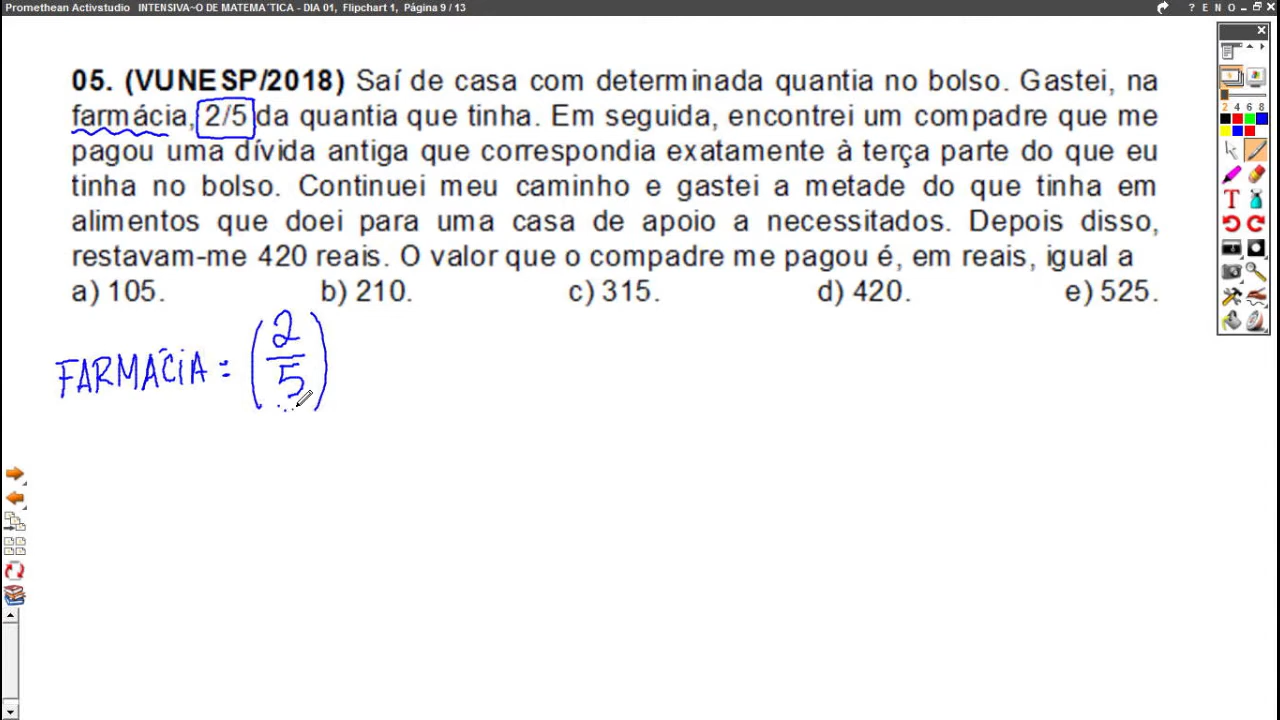 Promethean Activstudio INTENSIVA~O DE MATEMA´TICA - DIA 01, Flipchart 1, Página 9 / 13
? E N O
05. (VUNESP/2018) Saí de casa com determinada quantia no bolso. Gastei, na
farmácia, 2/5 da quantia que tinha. Em seguida, encontrei um compadre que me
pagou uma dívida antiga que correspondia exatamente à terça parte do que eu
tinha no bolso. Continuei meu caminho e gastei a metade do que tinha em
alimentos que doei para uma casa de apoio a necessitados. Depois disso,
restavam-me 420 reais. O valor que o compadre me pagou é, em reais, igual a
a) 105. b) 210. c) 315. d) 420. e) 525.
FARMÁCIA = (2/5)
2 4 6 8
T